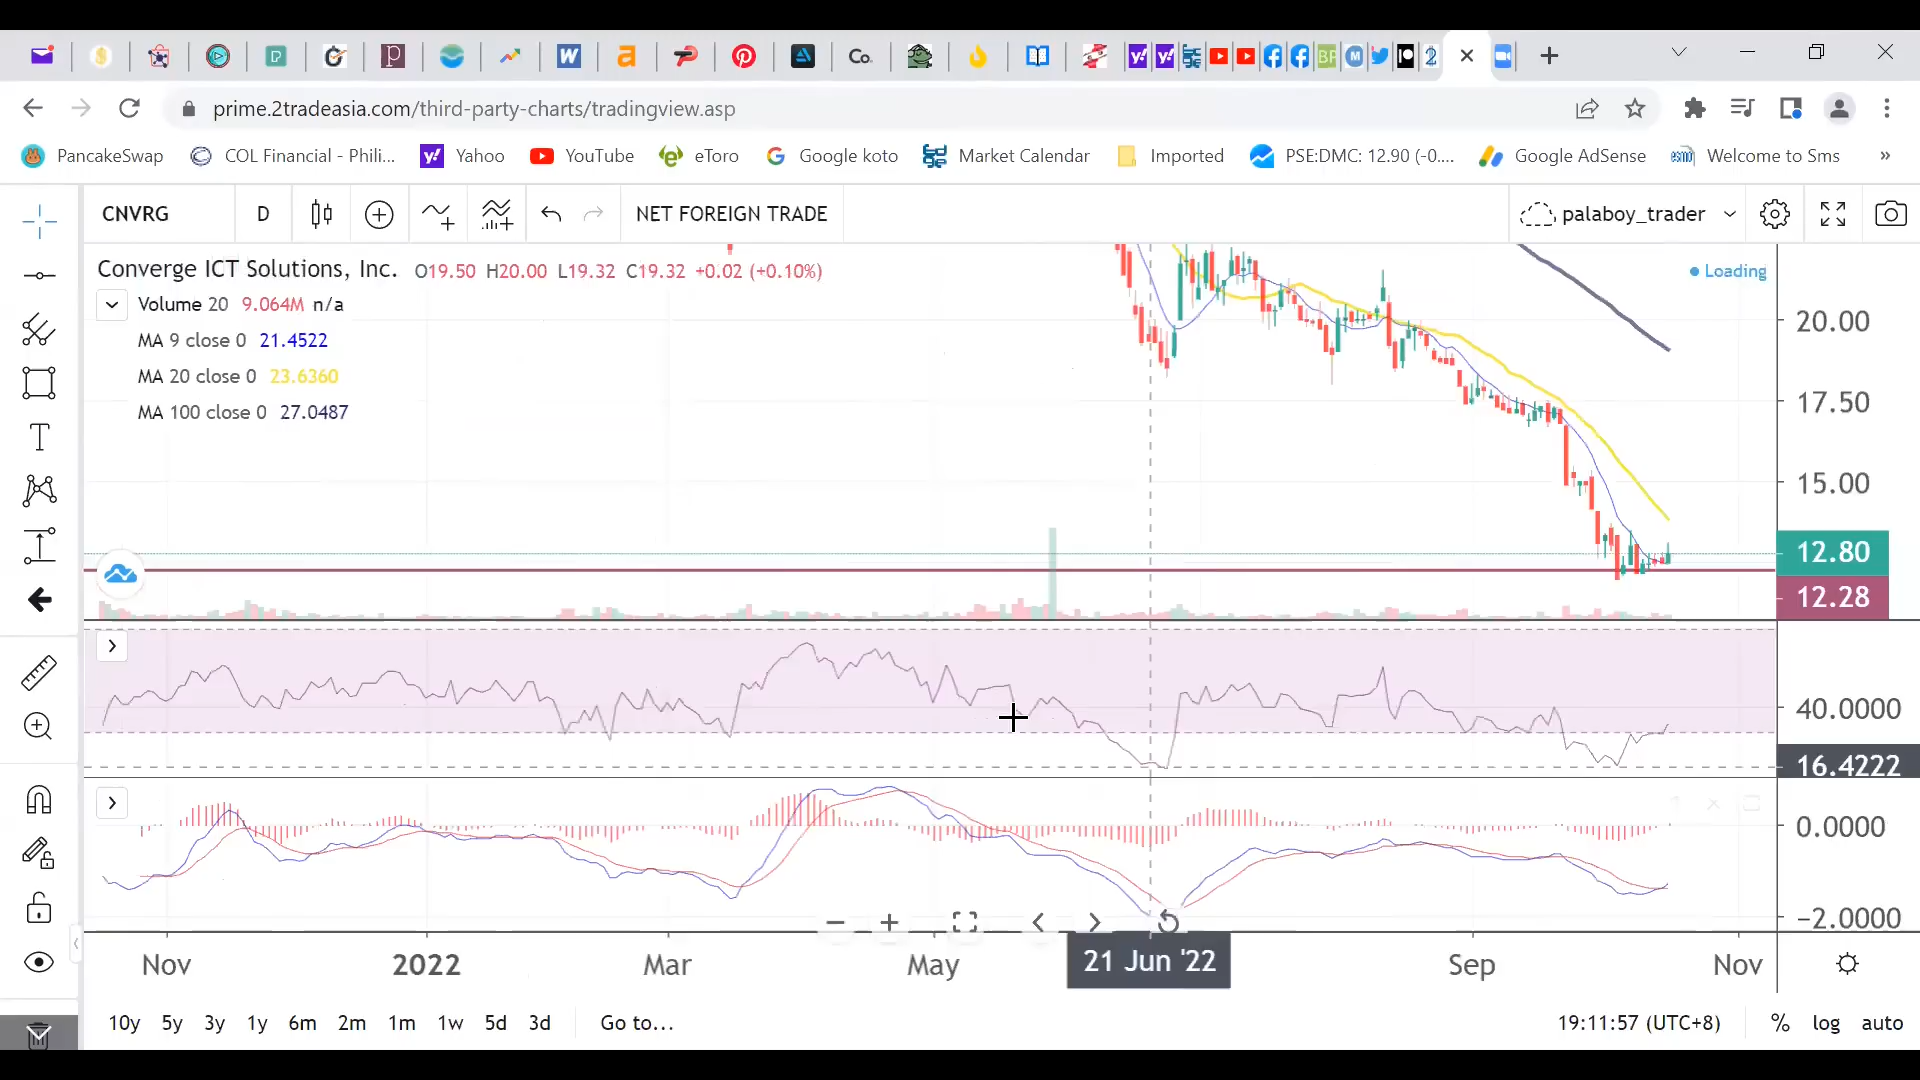 Co.
BF
prime.2tradeasia.com/third-party-charts/tradingview.asp
PancakeSwap COL Financial - Phili... Yahoo YouTube eToro Google koto Market Calendar Imported PSE:DMC: 12.90 (-0.... Google AdSense Welcome to Sms »
CNVRG D NET FOREIGN TRADE palaboy_trader
Converge ICT Solutions, Inc. O19.50 H20.00 L19.32 C19.32 +0.02 (+0.10%)
Loading
Volume 20 9.064M n/a
MA 9 close 0 21.4522
MA 20 close 0 23.6360
MA 100 close 0 27.0487
20.00
17.50
15.00
12.80
12.28
40.0000
16.4222
0.0000
−2.0000
Nov 2022 Mar May 21 Jun '22 Sep Nov
10y 5y 3y 1y 6m 2m 1m 1w 5d 3d Go to... 19:11:57 (UTC+8) % log auto